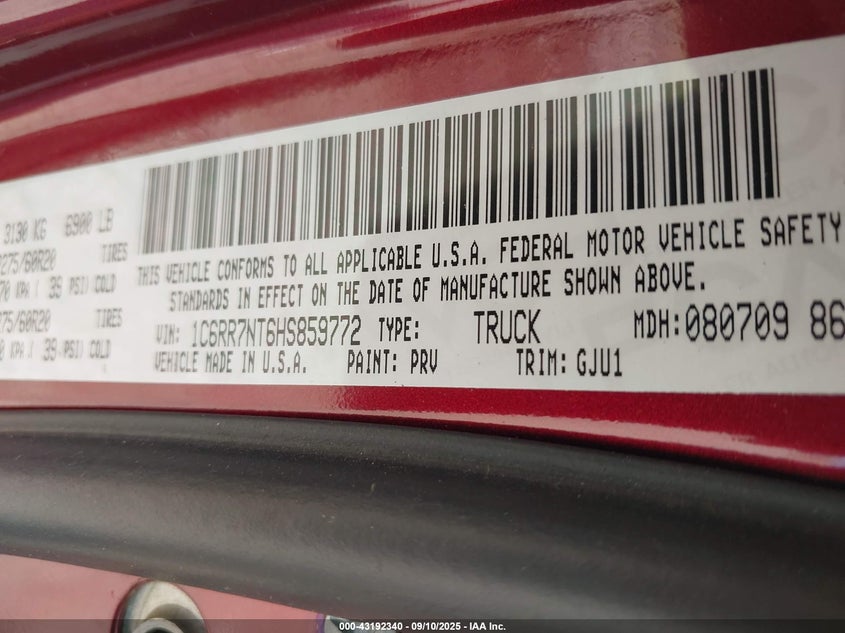 3130 KG 6900 LB
275/60R20 TIRES
KPA ( 39 PSI) COLD
275/60R20 TIRES
KPA ( 39 PSI) COLD
THIS VEHICLE CONFORMS TO ALL APPLICABLE U.S.A. FEDERAL MOTOR VEHICLE SAFETY
STANDARDS IN EFFECT ON THE DATE OF MANUFACTURE SHOWN ABOVE.
VIN: 1C6RR7NT6HS859772 TYPE: TRUCK MDH:080709 86
VEHICLE MADE IN U.S.A. PAINT: PRV TRIM: GJU1
000-43192340 - 09/10/2025 - IAA Inc.